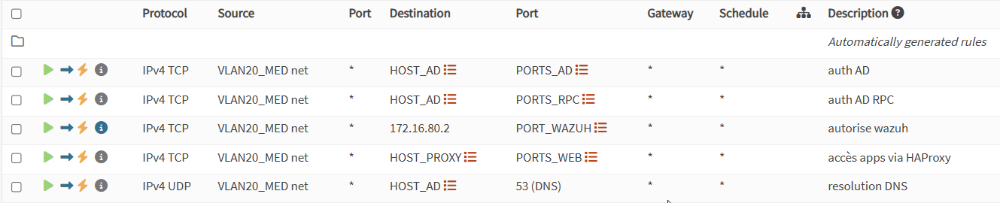 Protocol Source Port Destination Port Gateway Schedule Description ?
Automatically generated rules
IPv4 TCP VLAN20_MED net * HOST_AD PORTS_AD * * auth AD
IPv4 TCP VLAN20_MED net * HOST_AD PORTS_RPC * * auth AD RPC
IPv4 TCP VLAN20_MED net * 172.16.80.2 PORT_WAZUH * * autorise wazuh
IPv4 TCP VLAN20_MED net * HOST_PROXY PORTS_WEB * * accès apps via HAProxy
IPv4 UDP VLAN20_MED net * HOST_AD 53 (DNS) * * resolution DNS